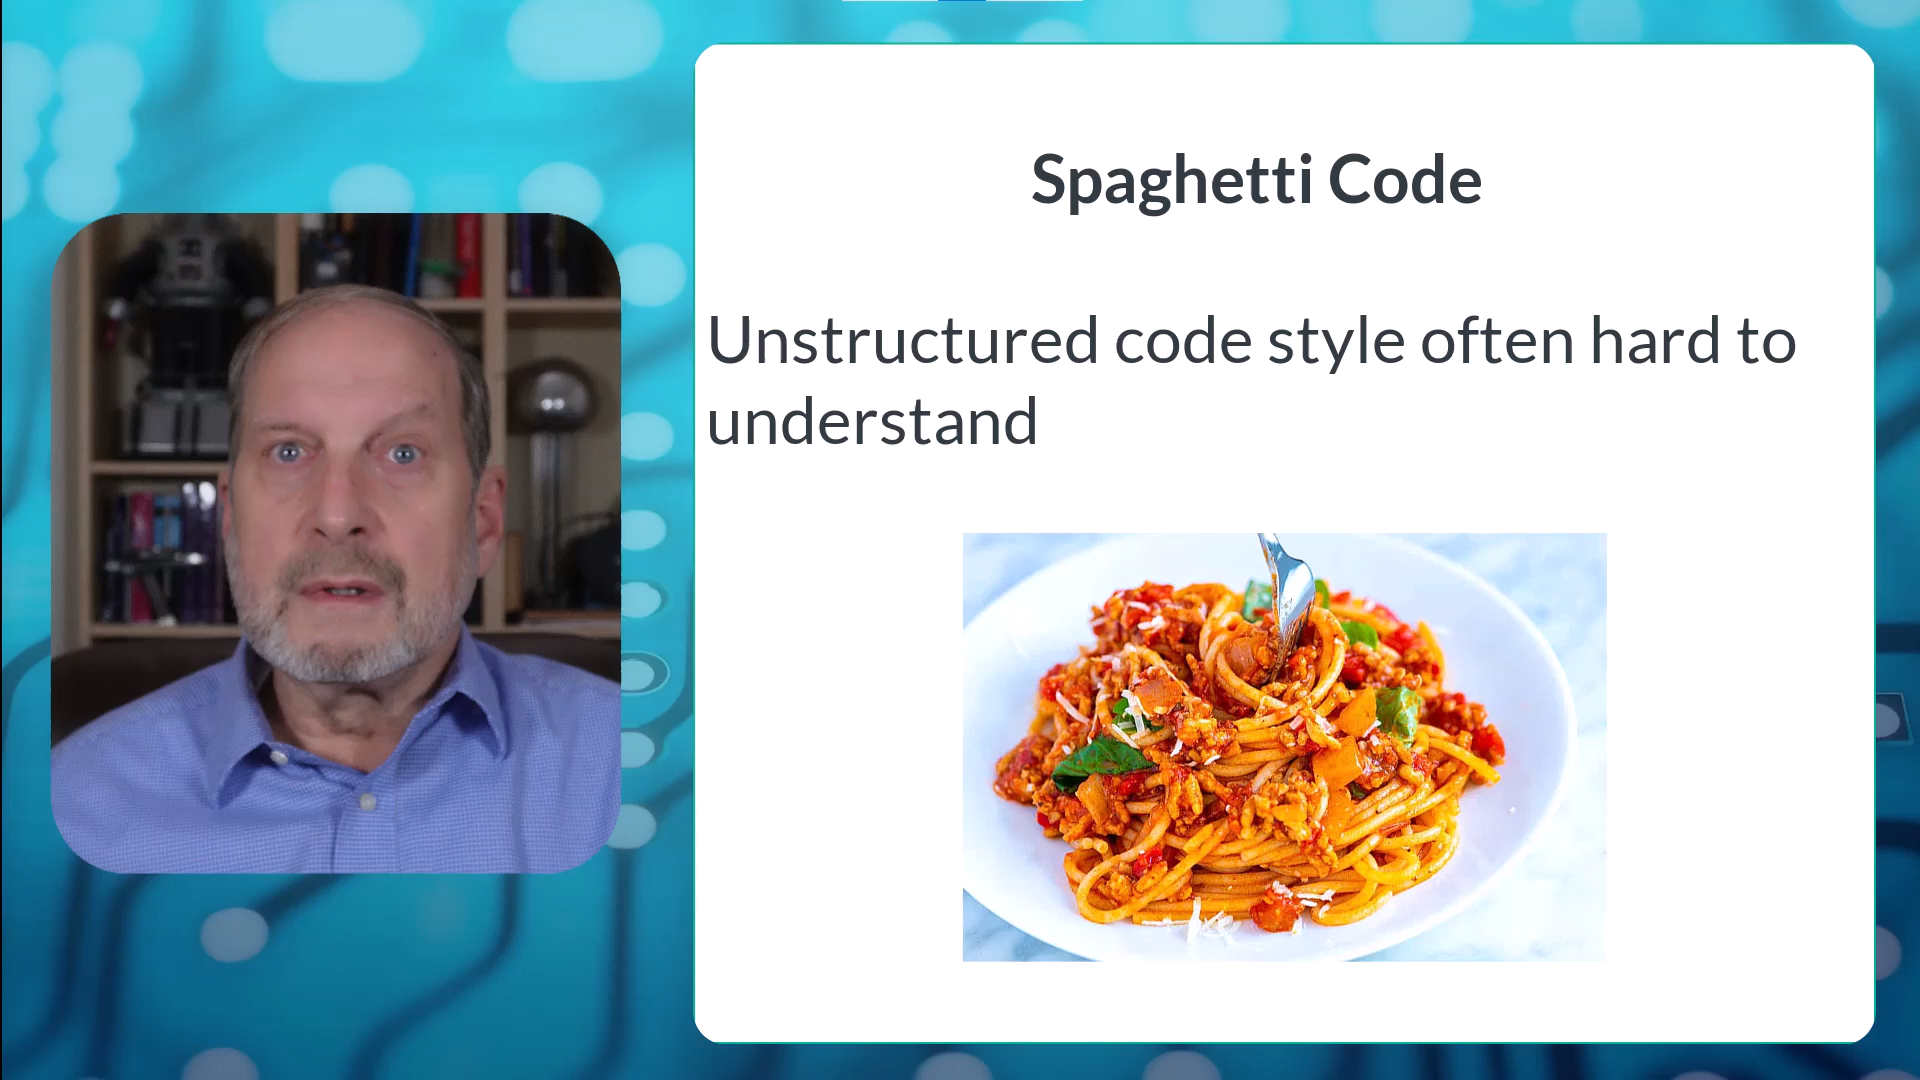 Spaghetti Code
Unstructured code style often hard to
understand